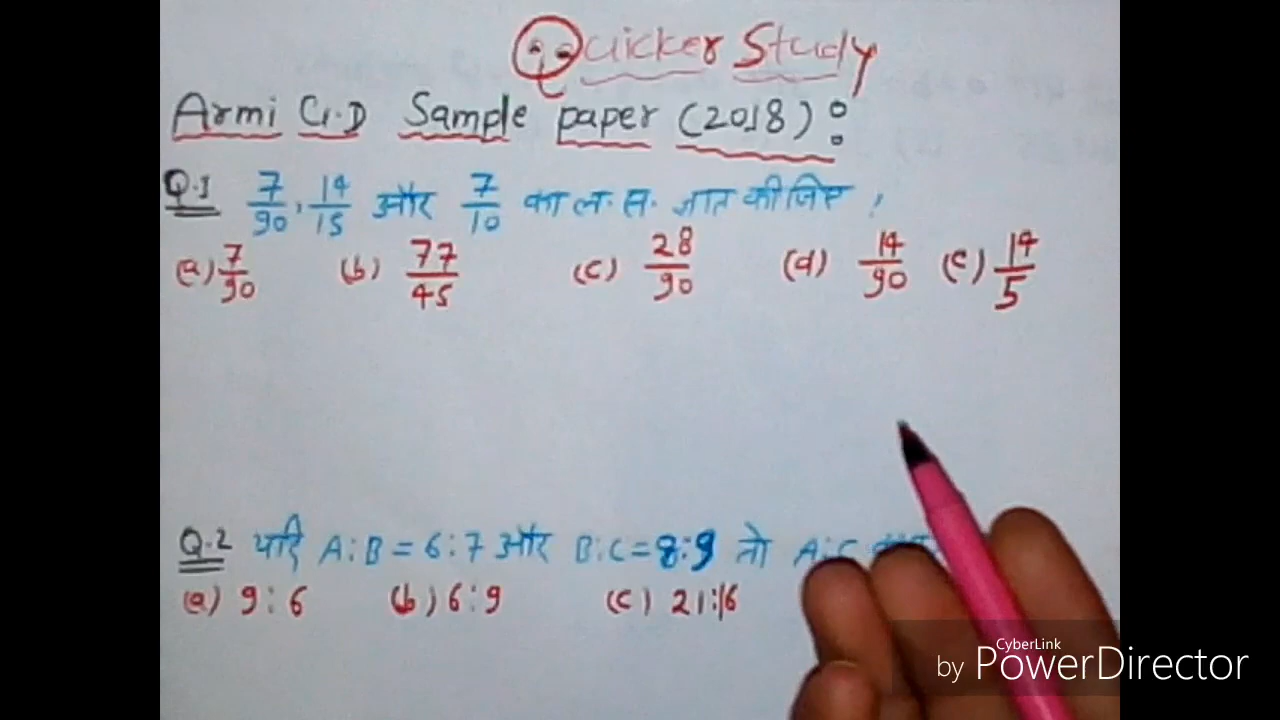 Quicker Study
Armi G.D Sample paper (2018) :
Q.1 7/90, 14/15 और 7/10 का ल. स. ज्ञात कीजिए ?
(a) 7/90 (b) 77/45 (c) 28/90 (d) 14/90 (e) 14/5
Q.2 यदि A:B = 6:7 और B:C = 8:9 तो A:C
(a) 9:6 (b) 6:9 (c) 21:16
CyberLink
by PowerDirector